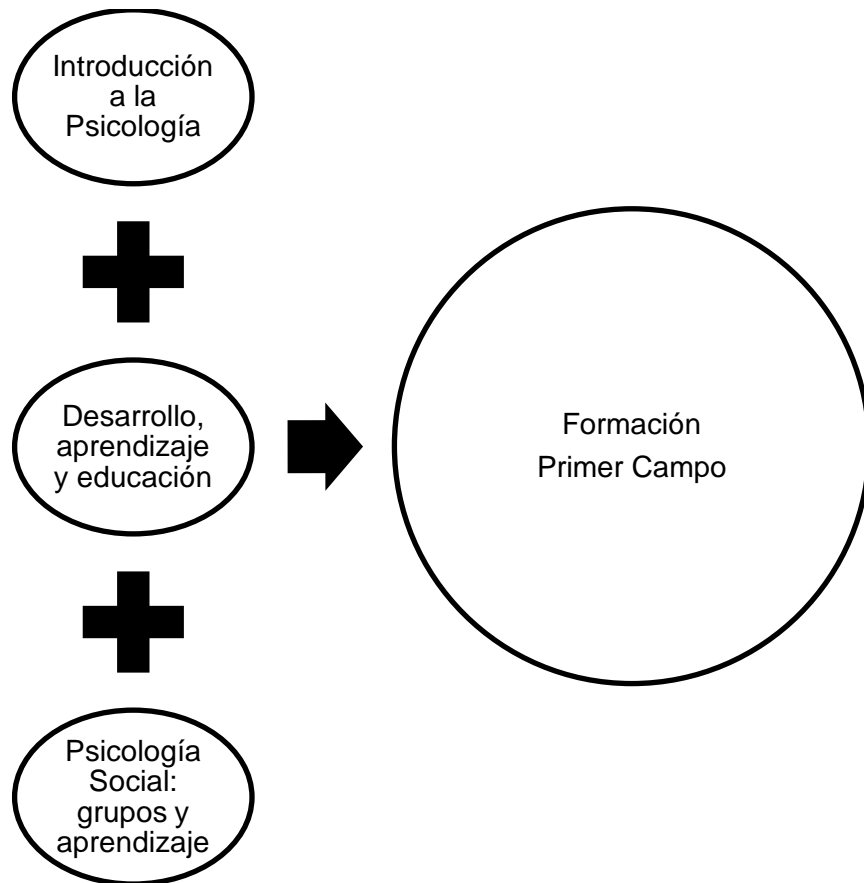 Introducción
a la
Psicología
Desarrollo,
aprendizaje
y educación
Psicología
Social:
grupos y
aprendizaje
Formación
Primer Campo